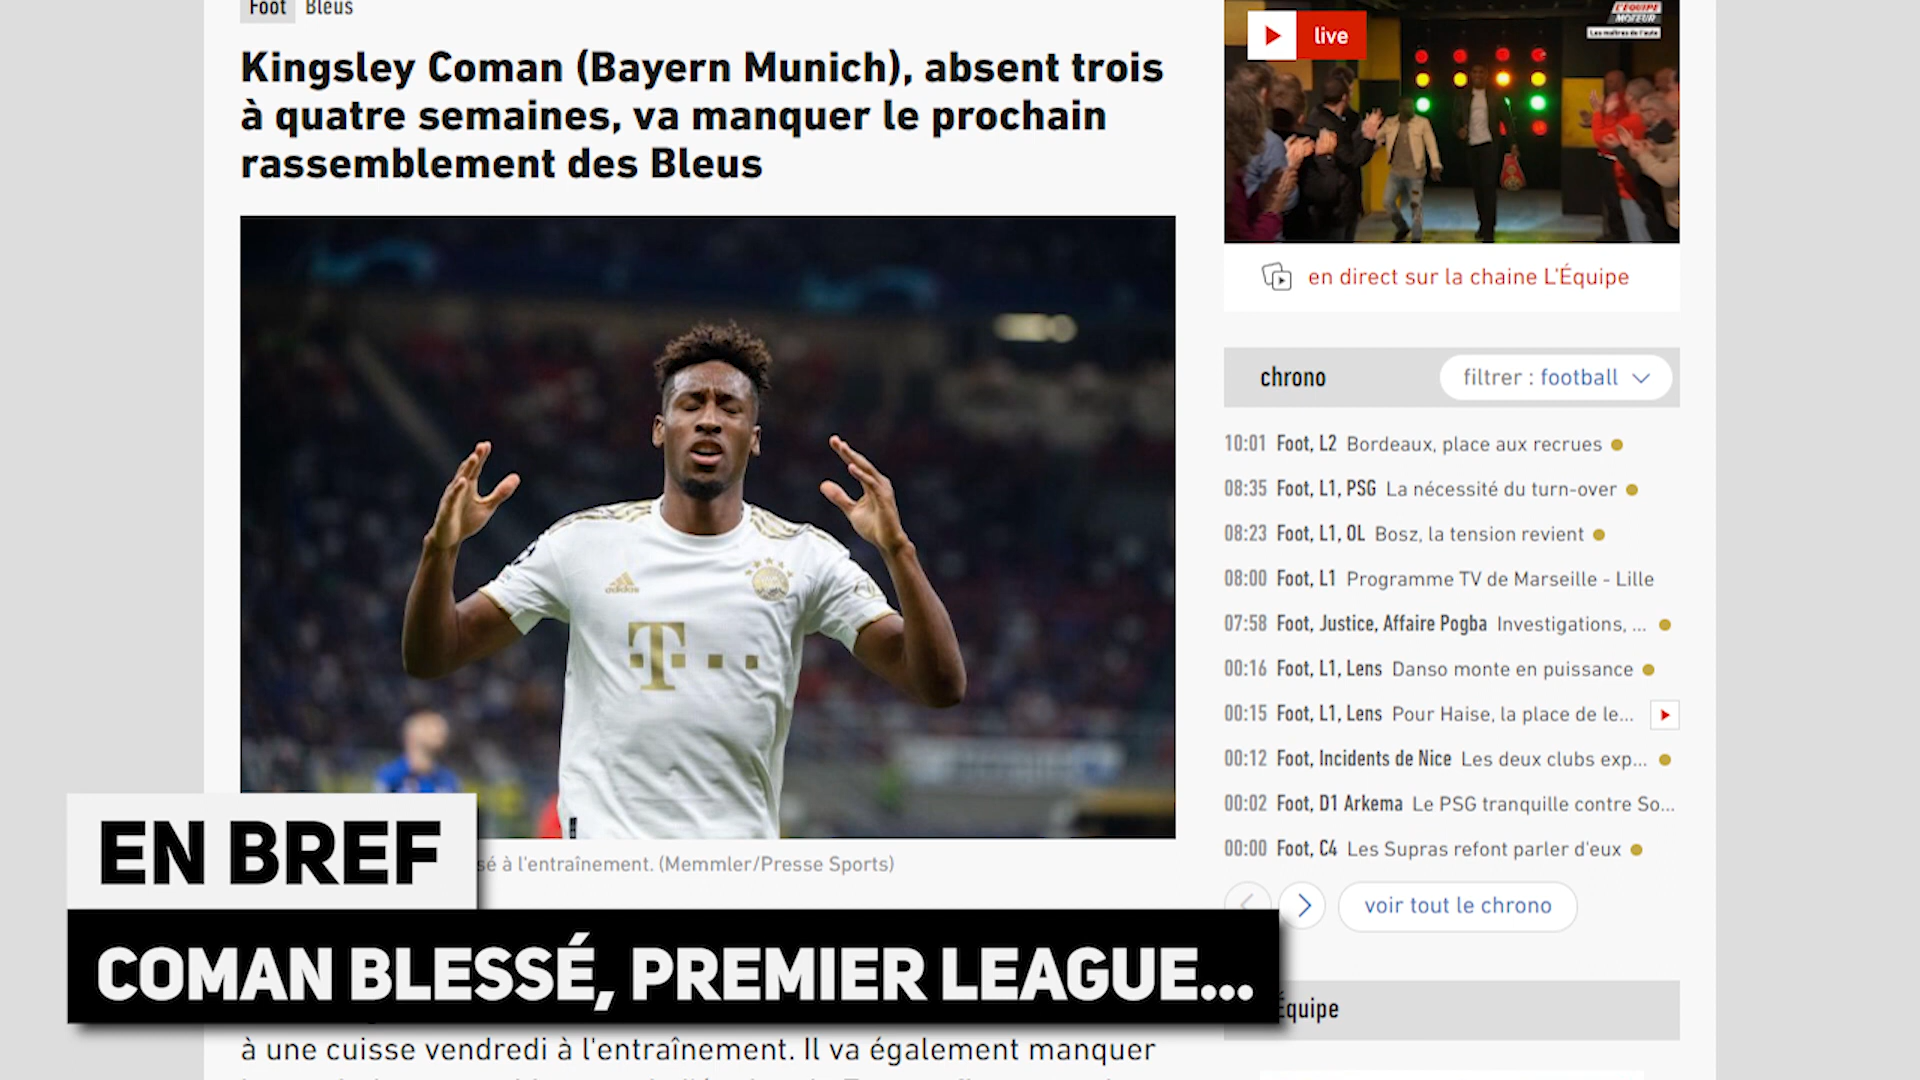 Foot Bleus
Kingsley Coman (Bayern Munich), absent trois
à quatre semaines, va manquer le prochain
rassemblement des Bleus
adidas
T
sé à l'entraînement. (Memmler/Presse Sports)
EN BREF
COMAN BLESSÉ, PREMIER LEAGUE...
à une cuisse vendredi à l'entraînement. Il va également manquer
live
L'ÉQUIPE
MOTEUR
Les maîtres de l'auto
en direct sur la chaine L'Équipe
chrono
filtrer : football
10:01 Foot, L2 Bordeaux, place aux recrues
08:35 Foot, L1, PSG La nécessité du turn-over
08:23 Foot, L1, OL Bosz, la tension revient
08:00 Foot, L1 Programme TV de Marseille - Lille
07:58 Foot, Justice, Affaire Pogba Investigations, ...
00:16 Foot, L1, Lens Danso monte en puissance
00:15 Foot, L1, Lens Pour Haise, la place de le...
00:12 Foot, Incidents de Nice Les deux clubs exp...
00:02 Foot, D1 Arkema Le PSG tranquille contre So...
00:00 Foot, C4 Les Supras refont parler d'eux
voir tout le chrono
Équipe